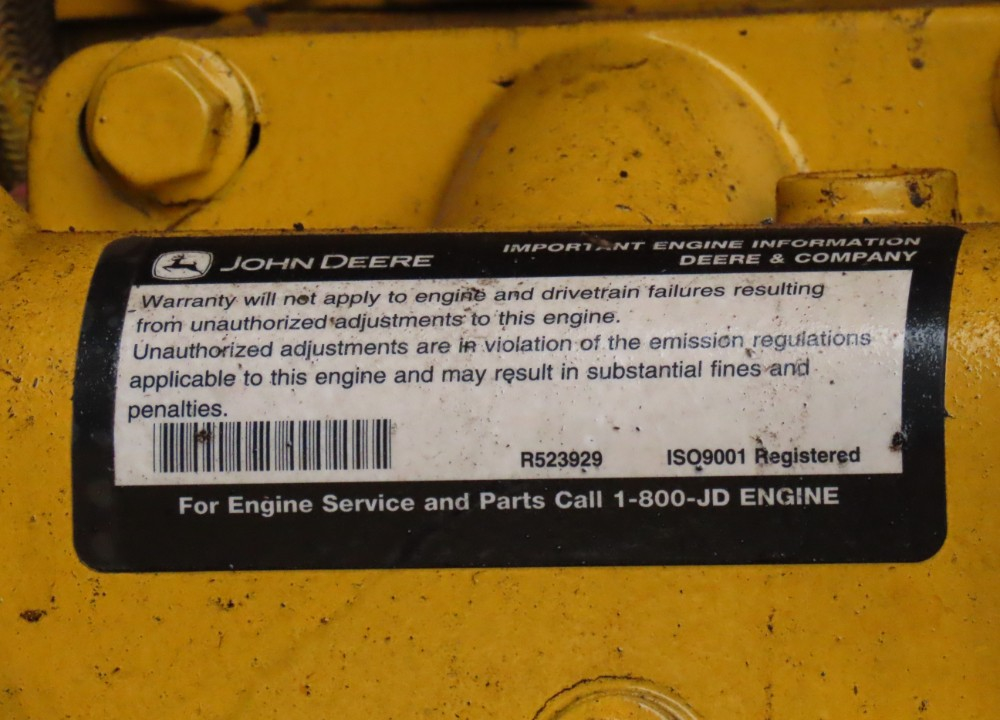 JOHN DEERE
IMPORTANT ENGINE INFORMATION
DEERE & COMPANY
Warranty will not apply to engine and drivetrain failures resulting
from unauthorized adjustments to this engine.
Unauthorized adjustments are in violation of the emission regulations
applicable to this engine and may result in substantial fines and
penalties.
R523929 ISO9001 Registered
For Engine Service and Parts Call 1-800-JD ENGINE